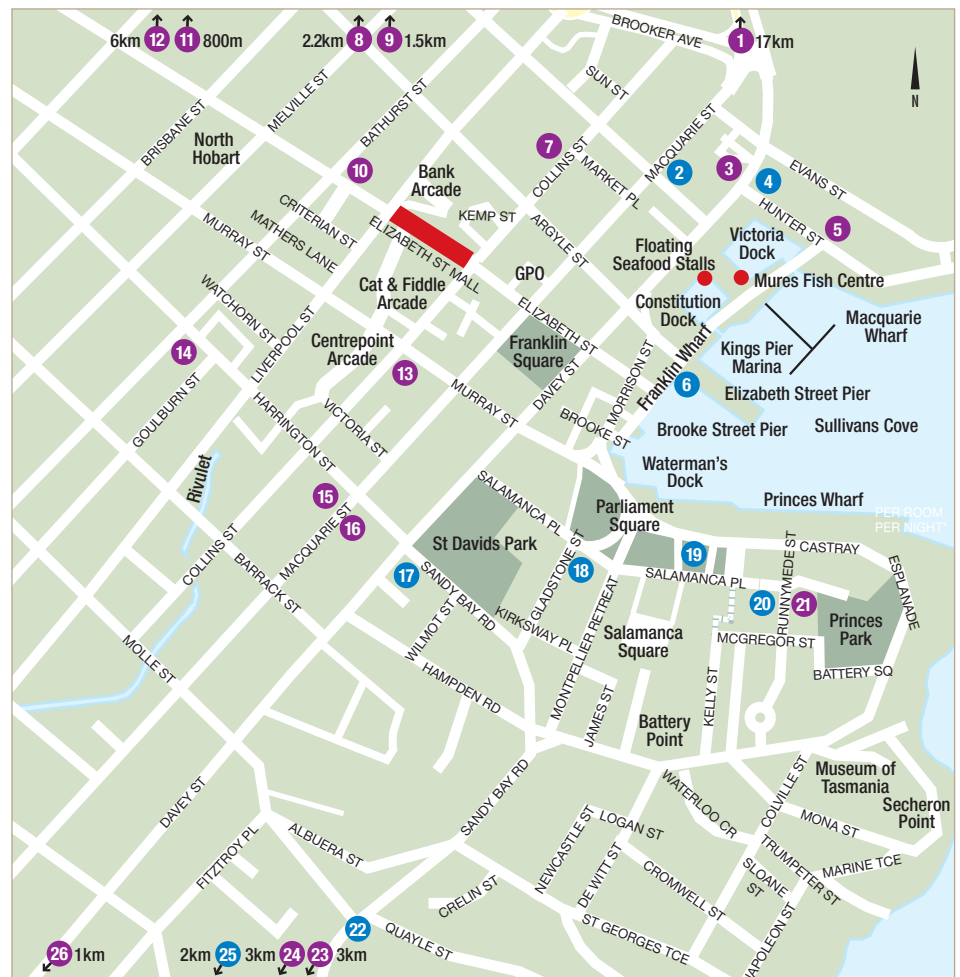 6km 12 11 800m
2.2km 8 9 1.5km
1 17km
BROOKER AVE
SUN ST
N
BRISBANE ST
MELVILLE ST
BATHURST ST
North
Hobart
10
Bank
Arcade
7
COLLINS ST
MARKET PL
MACQUARIE ST
2
3
4
EVANS ST
HUNTER ST
5
CRITERIAN ST
MATHERS LANE
MURRAY ST
KEMP ST
ELIZABETH ST MALL
ARGYLE ST
GPO
Floating
Seafood Stalls
Victoria
Dock
Mures Fish Centre
Cat & Fiddle
Arcade
Constitution
Dock
Macquarie
Wharf
WATCHORN ST
LIVERPOOL ST
Centrepoint
Arcade
ELIZABETH ST
Franklin
Square
DAVEY ST
MORRISON ST
Franklin Wharf
Kings Pier
Marina
14
13
6
Elizabeth Street Pier
GOULBURN ST
HARRINGTON ST
VICTORIA ST
MURRAY ST
BROOKE ST
Brooke Street Pier
Sullivans Cove
Waterman's
Dock
Rivulet
Princes Wharf
15
16
MACQUARIE ST
SALAMANCA PL
Parliament
Square
PER ROOM
PER NIGHT*
St Davids Park
19
CASTRAY
ESPLANADE
COLLINS ST
BARRACK ST
17
SANDY BAY RD
GLADSTONE ST
18
SALAMANCA PL
RUNNYMEDE ST
20
21
Princes
Park
WILMOT ST
KIRKSWAY PL
MONTPELLIER RETREAT
Salamanca
Square
MCGREGOR ST
BATTERY SQ
MOLLE ST
HAMPDEN RD
JAMES ST
KELLY ST
Battery
Point
Museum of
Tasmania
Secheron
Point
DAVEY ST
SANDY BAY RD
WATERLOO CR
COLVILLE ST
MONA ST
FITZTROY PL
ALBUERA ST
NEWCASTLE ST
LOGAN ST
DE WITT ST
CROMWELL ST
SLOANE
ST
TRUMPETER ST
MARINE TCE
CRELIN ST
22
QUAYLE ST
ST GEORGES TCE
NAPOLEON ST
26 1km
2km 25
3km 24 23 3km